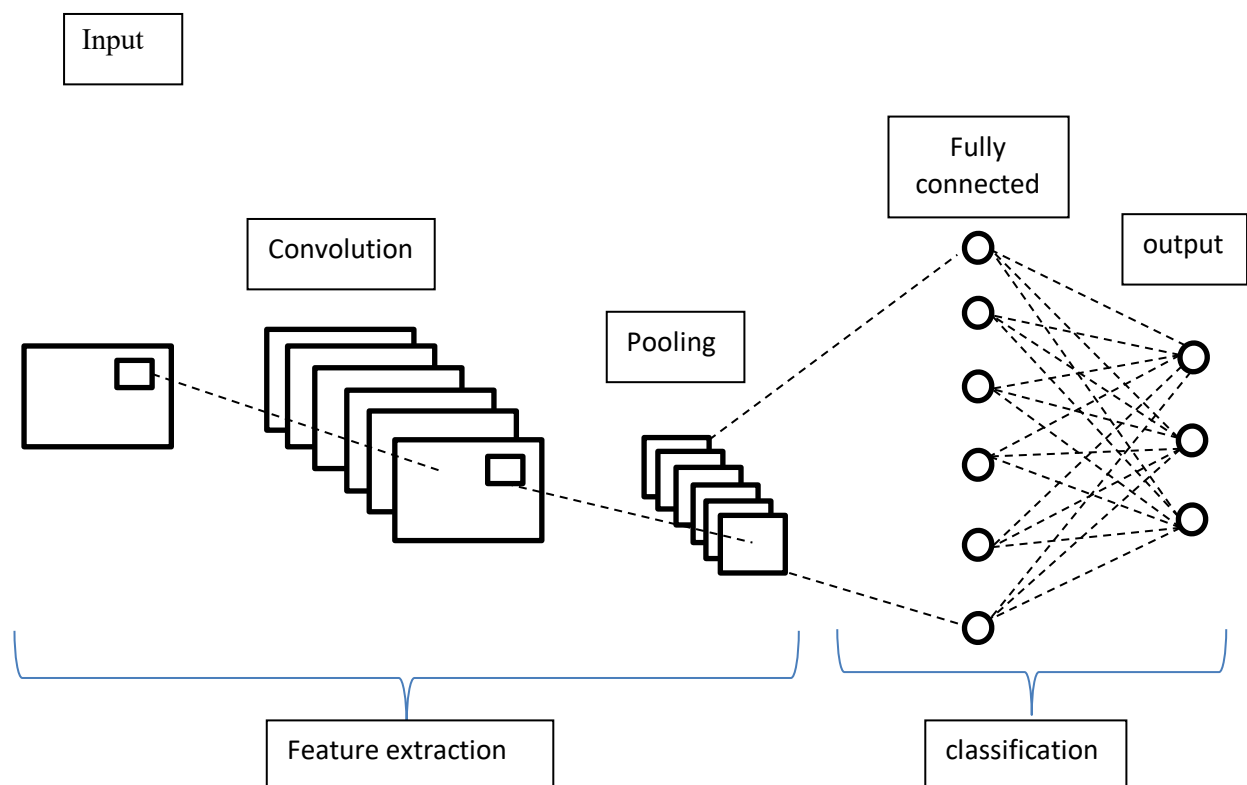 Input
Fully
connected
Convolution
output
Pooling
Feature extraction
classification